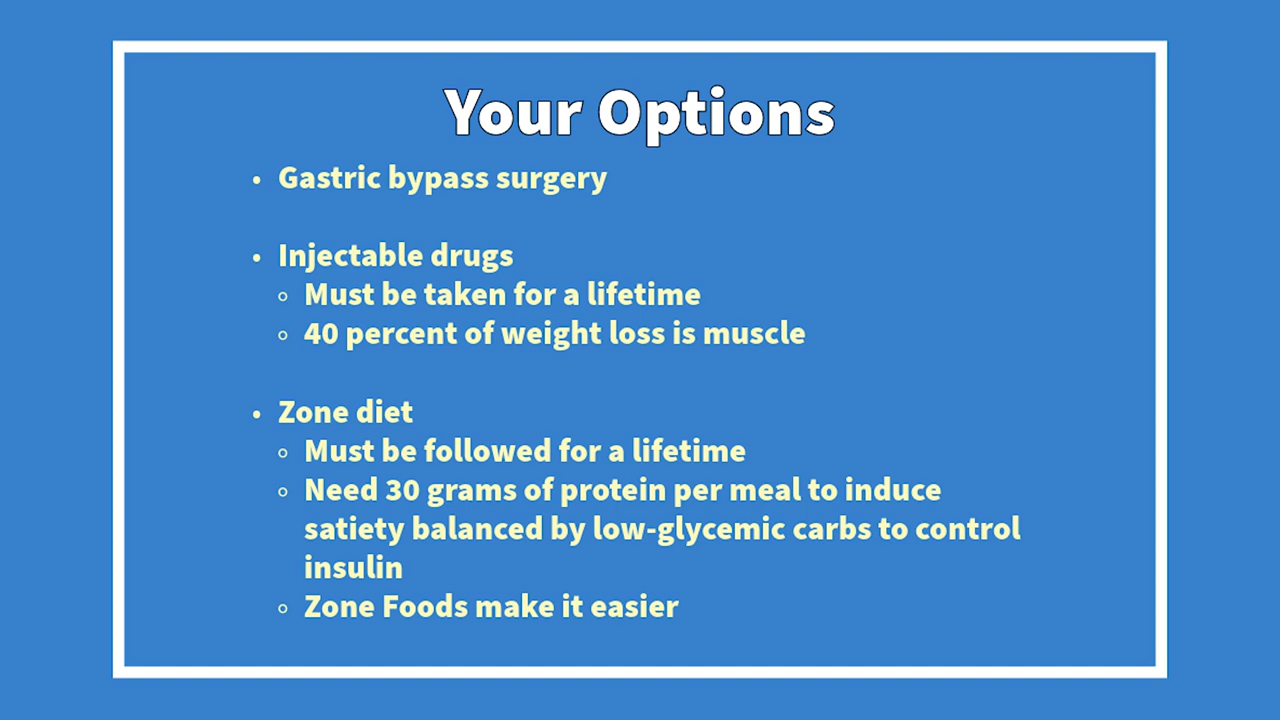 Your Options
• Gastric bypass surgery
• Injectable drugs
◦ Must be taken for a lifetime
◦ 40 percent of weight loss is muscle
• Zone diet
◦ Must be followed for a lifetime
◦ Need 30 grams of protein per meal to induce
satiety balanced by low-glycemic carbs to control
insulin
◦ Zone Foods make it easier